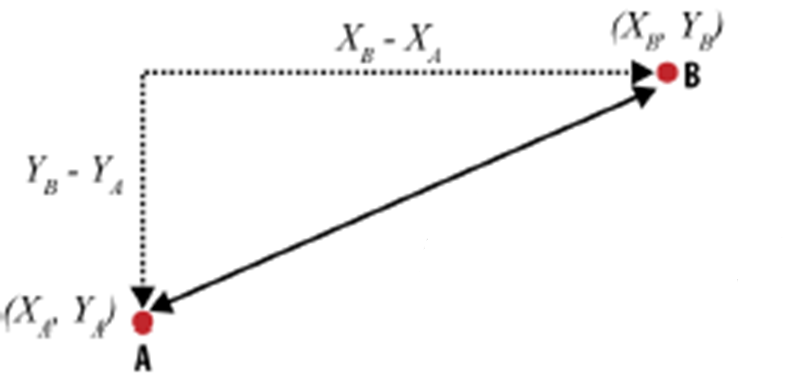 (X_B, Y_B)
X_B - X_A
B
Y_B - Y_A
(X_A, Y_A)
A